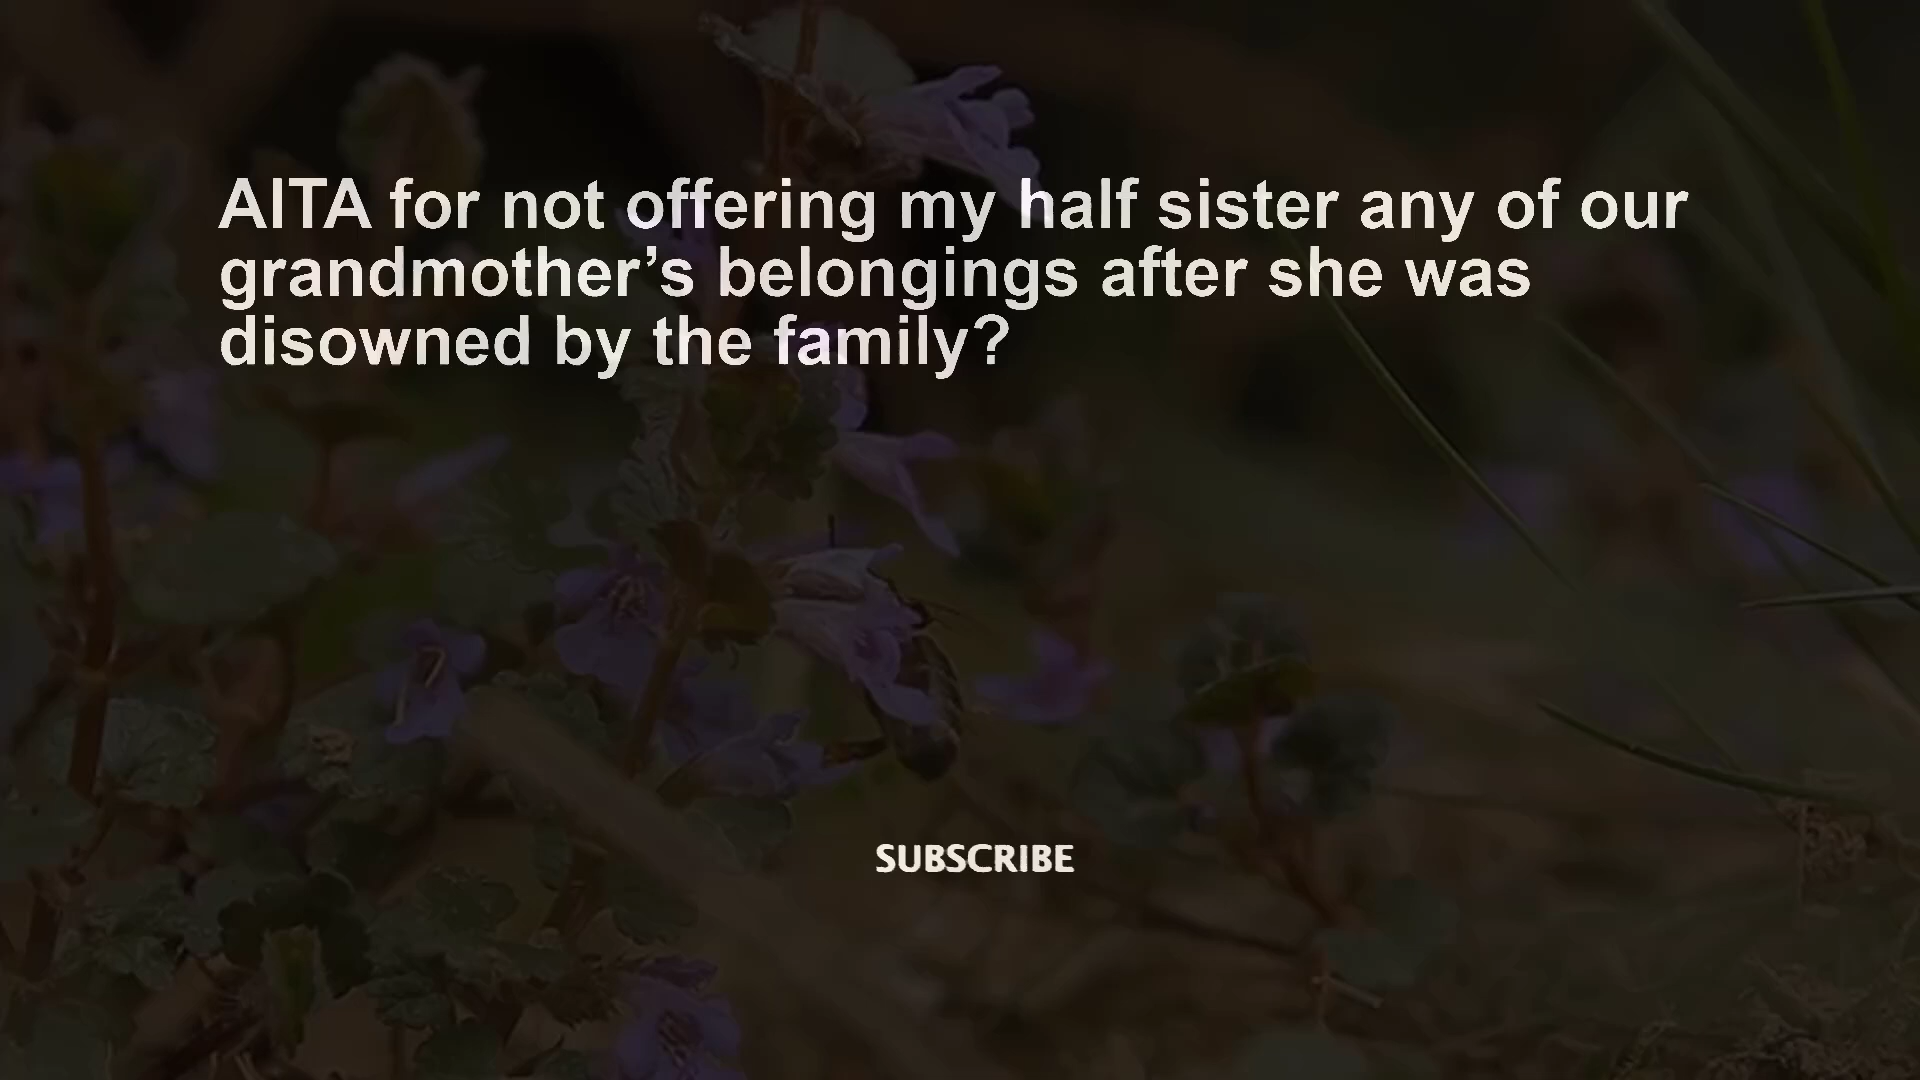 AITA for not offering my half sister any of our
grandmother’s belongings after she was
disowned by the family?
SUBSCRIBE